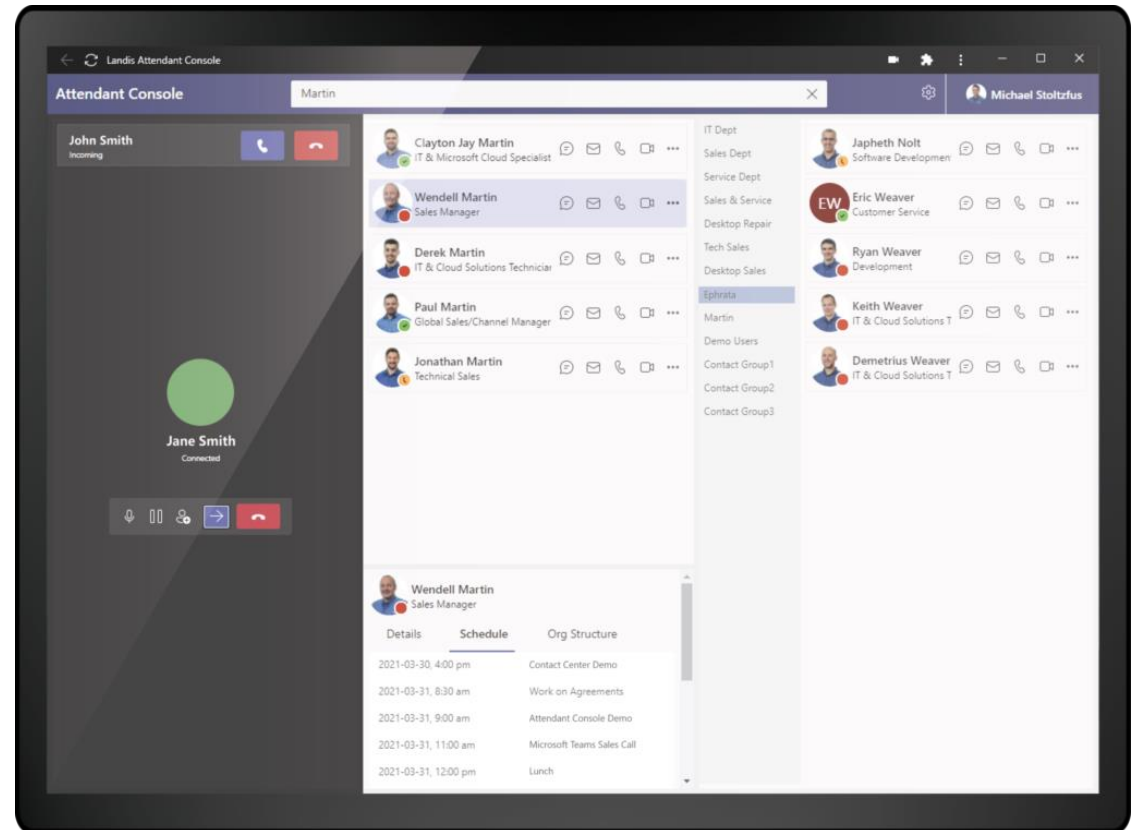 Landis Attendant Console
Attendant Console
Martin
Michael Stoltzfus
John Smith
Incoming
Jane Smith
Connected
Clayton Jay Martin
IT & Microsoft Cloud Specialist
Wendell Martin
Sales Manager
Derek Martin
IT & Cloud Solutions Technician
Paul Martin
Global Sales/Channel Manager
Jonathan Martin
Technical Sales
Wendell Martin
Sales Manager
Details Schedule Org Structure
2021-03-30, 4:00 pm Contact Center Demo
2021-03-31, 8:30 am Work on Agreements
2021-03-31, 9:00 am Attendant Console Demo
2021-03-31, 11:00 am Microsoft Teams Sales Call
2021-03-31, 12:00 pm Lunch
IT Dept
Sales Dept
Service Dept
Sales & Service
Desktop Repair
Tech Sales
Desktop Sales
Ephrata
Martin
Demo Users
Contact Group1
Contact Group2
Contact Group3
Japheth Nolt
Software Developmen
EW
Eric Weaver
Customer Service
Ryan Weaver
Development
Keith Weaver
IT & Cloud Solutions T
Demetrius Weaver
IT & Cloud Solutions T